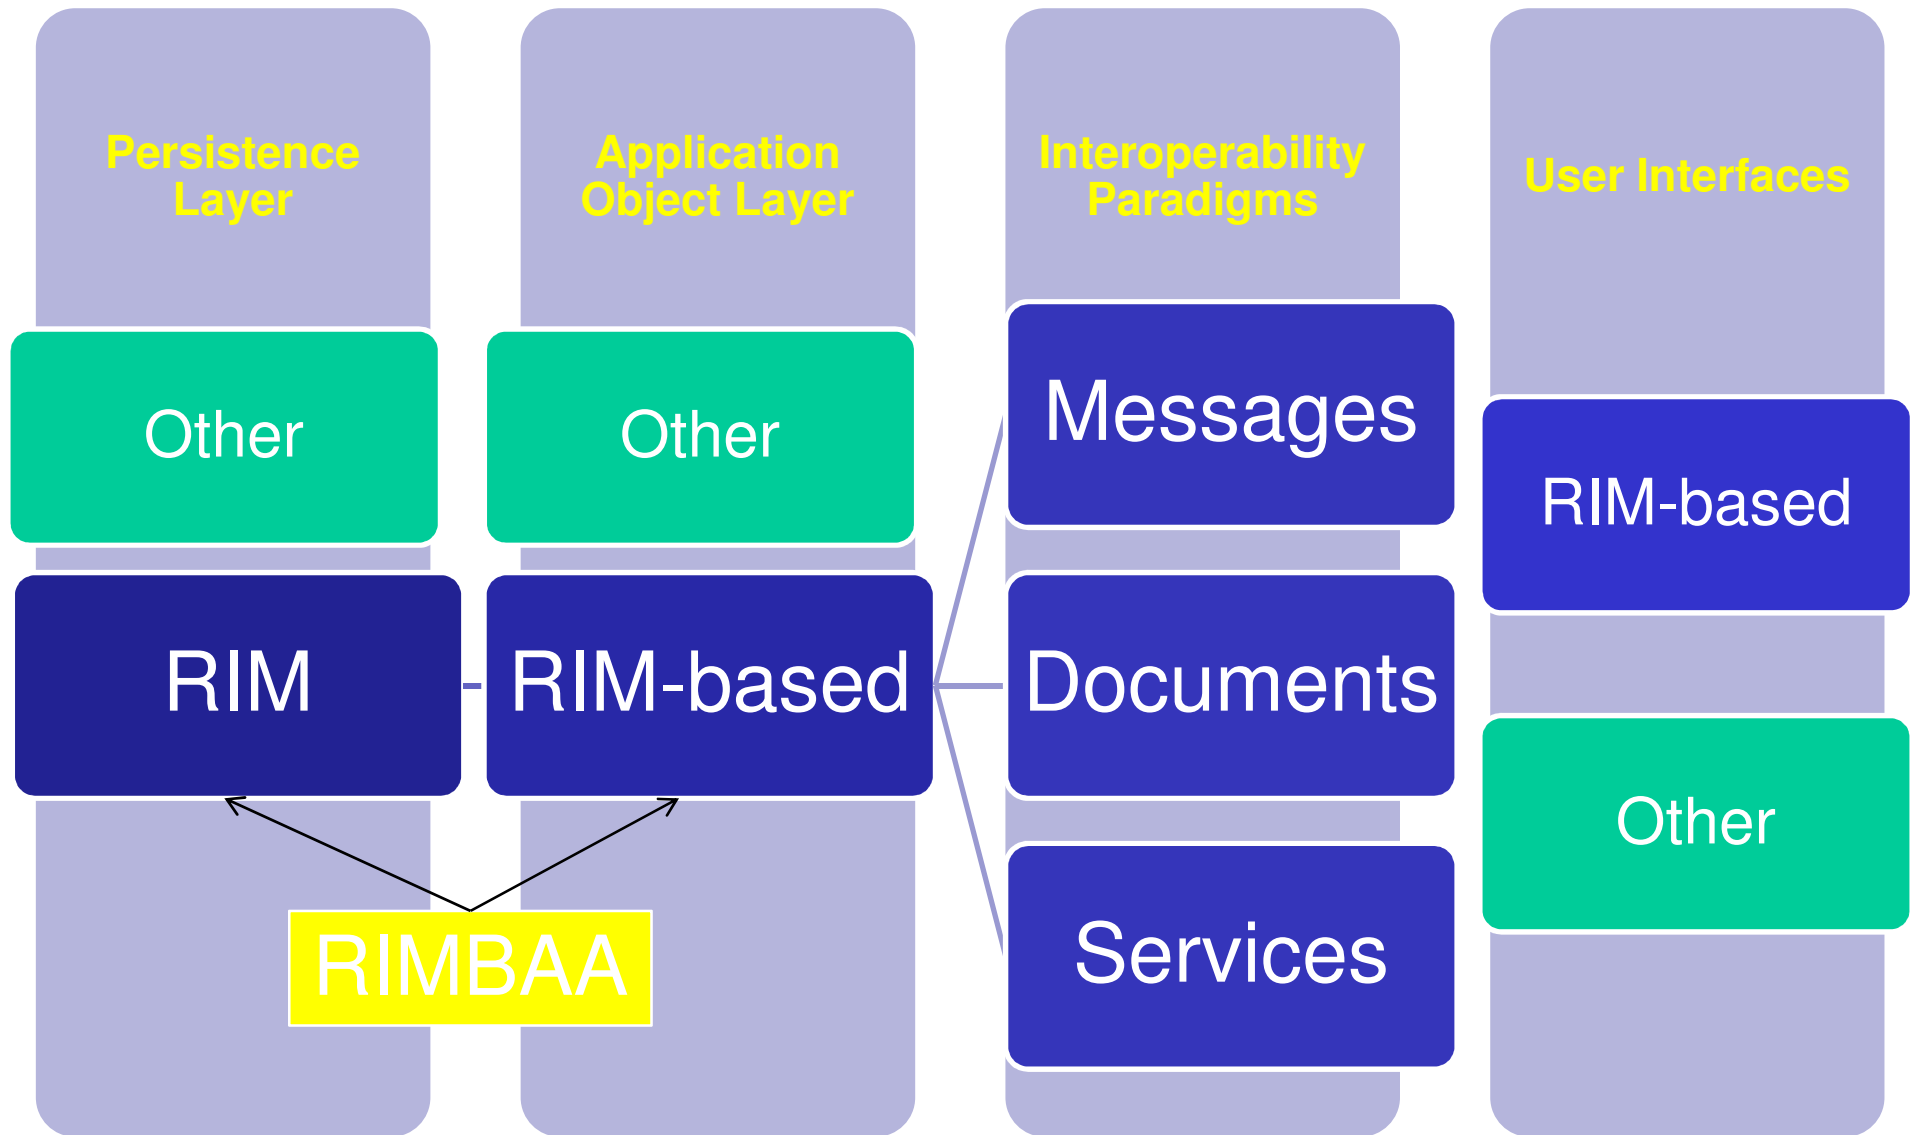 Persistence
Layer
Application
Object Layer
Interoperability
Paradigms
User Interfaces
Other
Other
Messages
RIM-based
RIM
RIM-based
Documents
Other
RIMBAA
Services